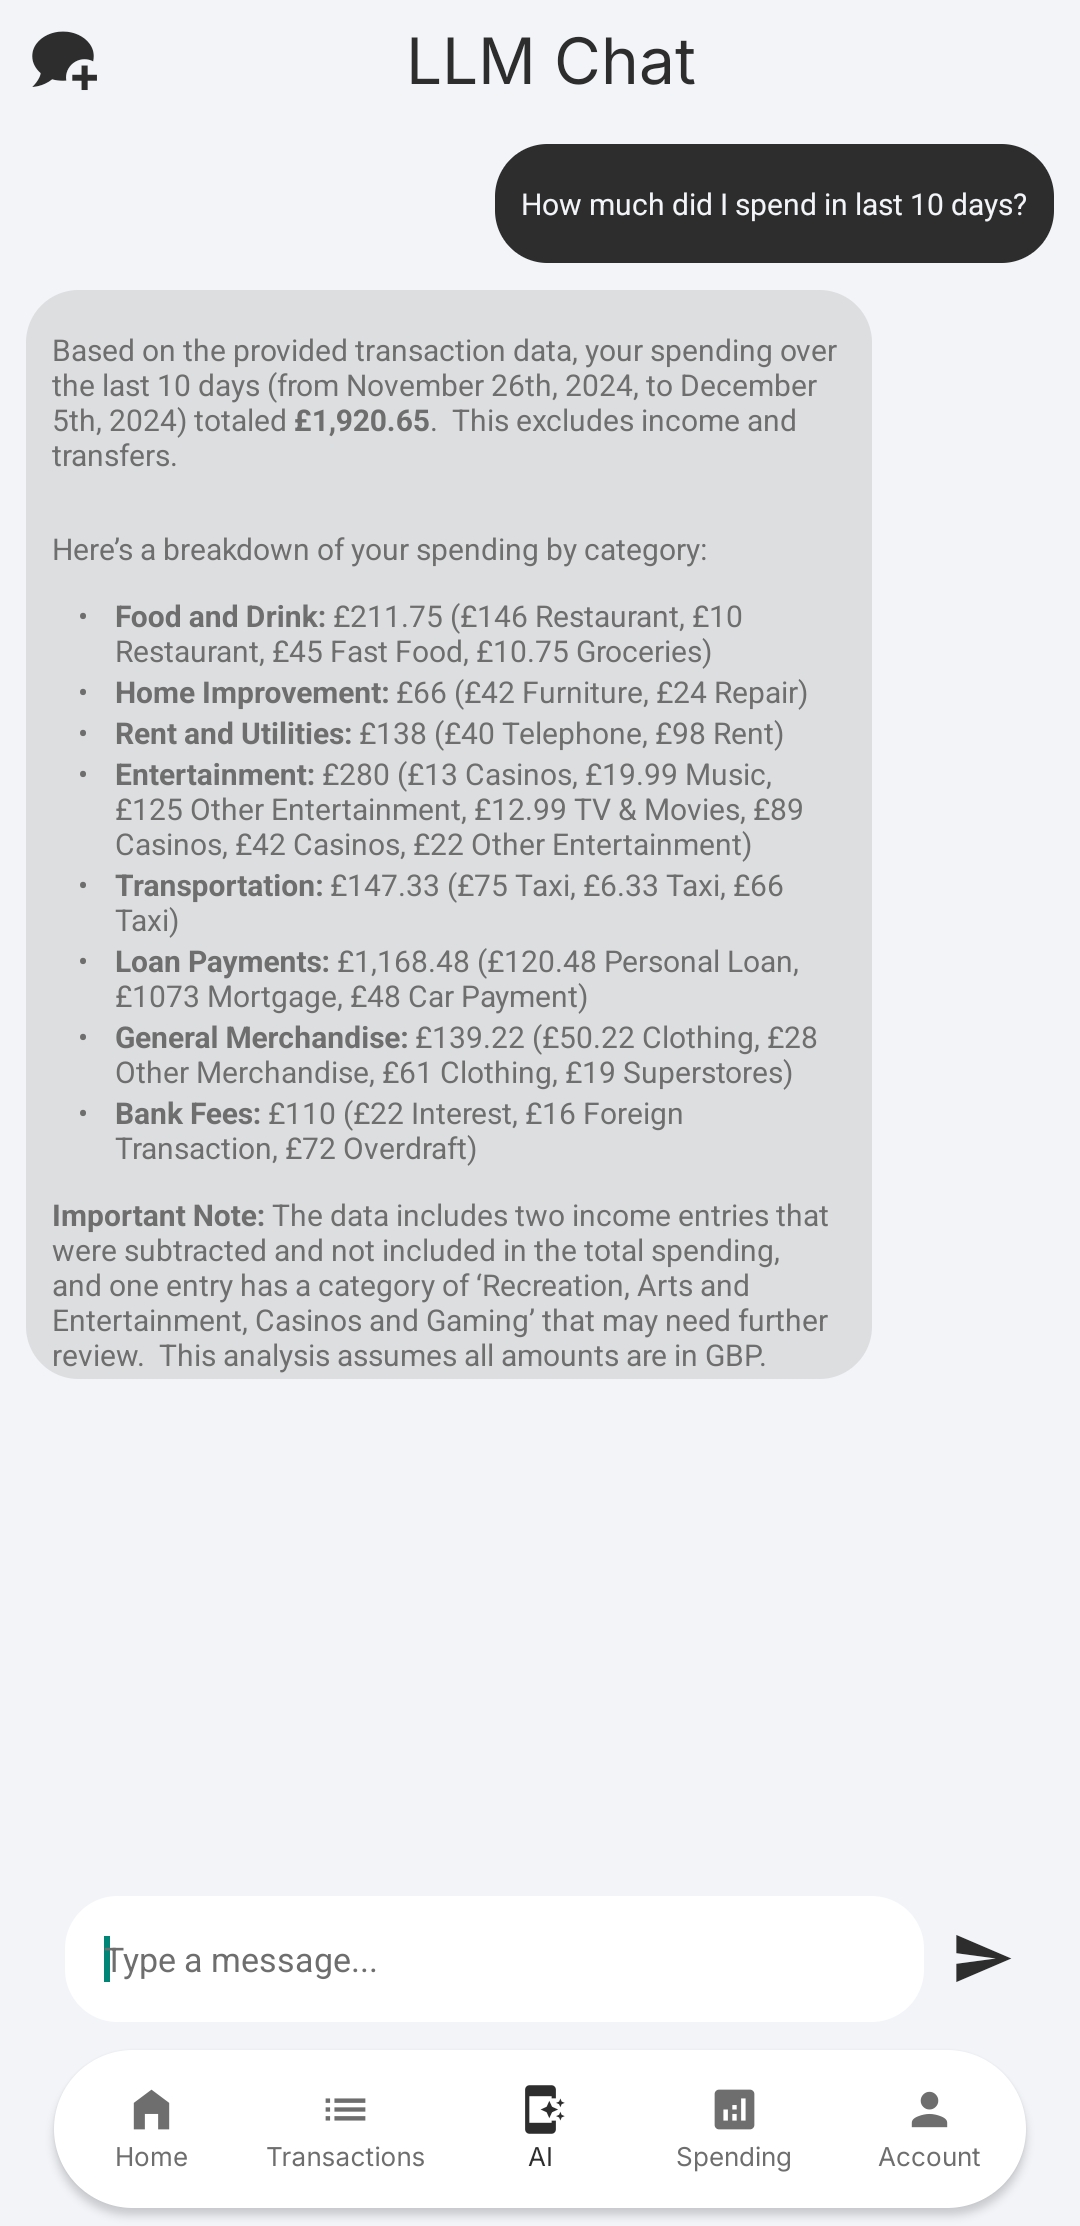 LLM Chat
How much did I spend in last 10 days?
Based on the provided transaction data, your spending over
the last 10 days (from November 26th, 2024, to December
5th, 2024) totaled £1,920.65.  This excludes income and
transfers.
Here’s a breakdown of your spending by category:
• Food and Drink: £211.75 (£146 Restaurant, £10
Restaurant, £45 Fast Food, £10.75 Groceries)
• Home Improvement: £66 (£42 Furniture, £24 Repair)
• Rent and Utilities: £138 (£40 Telephone, £98 Rent)
• Entertainment: £280 (£13 Casinos, £19.99 Music,
£125 Other Entertainment, £12.99 TV & Movies, £89
Casinos, £42 Casinos, £22 Other Entertainment)
• Transportation: £147.33 (£75 Taxi, £6.33 Taxi, £66
Taxi)
• Loan Payments: £1,168.48 (£120.48 Personal Loan,
£1073 Mortgage, £48 Car Payment)
• General Merchandise: £139.22 (£50.22 Clothing, £28
Other Merchandise, £61 Clothing, £19 Superstores)
• Bank Fees: £110 (£22 Interest, £16 Foreign
Transaction, £72 Overdraft)
Important Note: The data includes two income entries that
were subtracted and not included in the total spending,
and one entry has a category of ‘Recreation, Arts and
Entertainment, Casinos and Gaming’ that may need further
review.  This analysis assumes all amounts are in GBP.
Type a message...
Home Transactions AI Spending Account